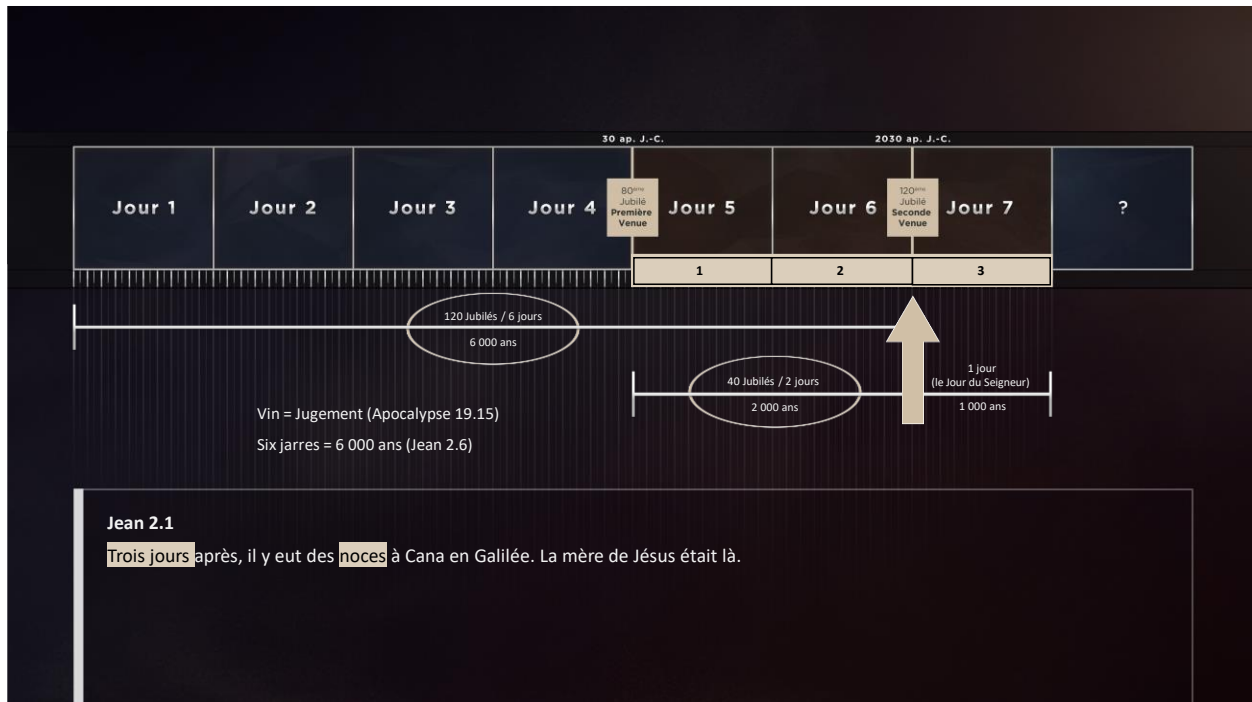 30 ap. J.-C.
2030 ap. J.-C.
Jour 1
Jour 2
Jour 3
Jour 4
80ème
Jubilé
Première
Venue
Jour 5
Jour 6
120ème
Jubilé
Seconde
Venue
Jour 7
?
1
2
3
120 Jubilés / 6 jours
6 000 ans
40 Jubilés / 2 jours
2 000 ans
1 jour
(le Jour du Seigneur)
1 000 ans
Vin = Jugement (Apocalypse 19.15)
Six jarres = 6 000 ans (Jean 2.6)
Jean 2.1
Trois jours après, il y eut des noces à Cana en Galilée. La mère de Jésus était là.